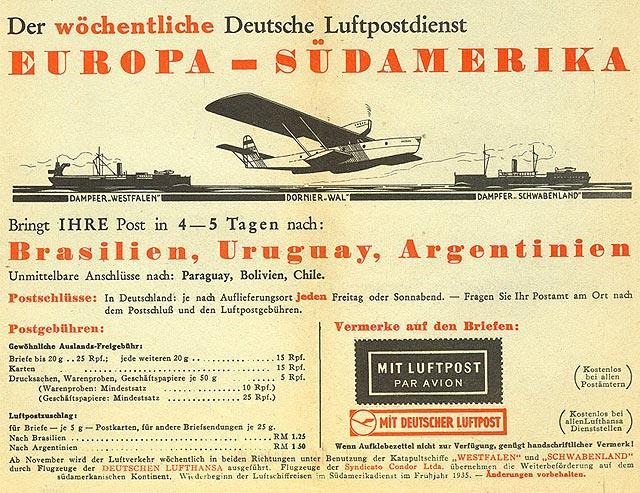 Der wöchentliche Deutsche Luftpostdienst
EUROPA – SÜDAMERIKA
DAMPFER „WESTFALEN"
DORNIER-„WAL"
DAMPFER „SCHWABENLAND"
Bringt IHRE Post in 4—5 Tagen nach:
Brasilien, Uruguay, Argentinien
Unmittelbare Anschlüsse nach: Paraguay, Bolivien, Chile.
Postschlüsse: In Deutschland: je nach Auflieferungsort jeden Freitag oder Sonnabend. — Fragen Sie Ihr Postamt am Ort nach
dem Postschluß und den Luftpostgebühren.
Postgebühren:
Gewöhnliche Auslands-Freigebühr:
Briefe bis 20 g .. 25 Rpf.; jede weiteren 20 g .......... 15 Rpf.
Karten .......... 15 Rpf.
Drucksachen, Warenproben, Geschäftspapiere je 50 g .......... 5 Rpf.
(Warenproben: Mindestsatz .......... 10 Rpf.)
(Geschäftspapiere: Mindestsatz .......... 25 Rpf.)
Luftpostzuschlag:
für Briefe — je 5 g — Postkarten, für andere Briefsendungen je 25 g.
Nach Brasilien .......... RM 1.25
Nach Argentinien .......... RM 1.50
Vermerke auf den Briefen:
MIT LUFTPOST
PAR AVION
(Kostenlos
bei allen
Postämtern)
MIT DEUTSCHER LUFTPOST
(Kostenlos bei
allen Lufthansa
Dienststellen)
Wenn Aufklebezettel nicht zur Verfügung, genügt handschriftlicher Vermerk!
Ab November wird der Luftverkehr wöchentlich in beiden Richtungen unter Benutzung der Katapultschiffe „WESTFALEN" und „SCHWABENLAND"
durch Flugzeuge der DEUTSCHEN LUFTHANSA ausgeführt. Flugzeuge der Syndicato Condor Ltda. übernehmen die Weiterbeförderung auf dem
südamerikanischen Kontinent. Wiederbeginn der Luftschiffreisen im Südamerikadienst im Frühjahr 1935. — Änderungen vorbehalten.